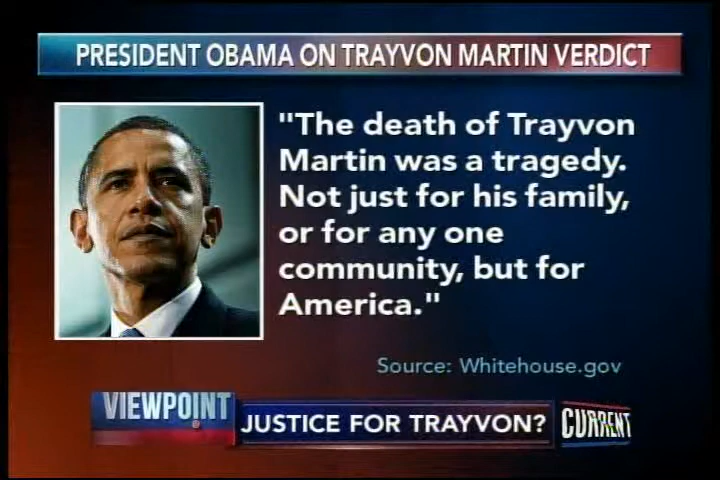 PRESIDENT OBAMA ON TRAYVON MARTIN VERDICT
"The death of Trayvon
Martin was a tragedy.
Not just for his family,
or for any one
community, but for
America."
Source: Whitehouse.gov
VIEWPOINT
JUSTICE FOR TRAYVON?
CURRENT